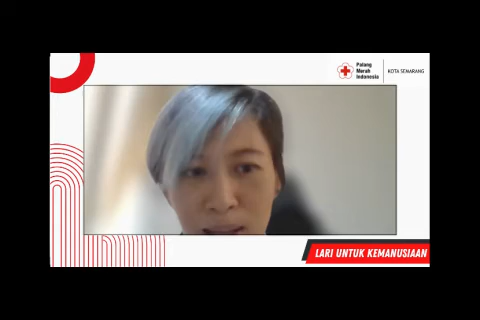 Palang
Merah
Indonesia
KOTA SEMARANG
LARI UNTUK KEMANUSIAAN